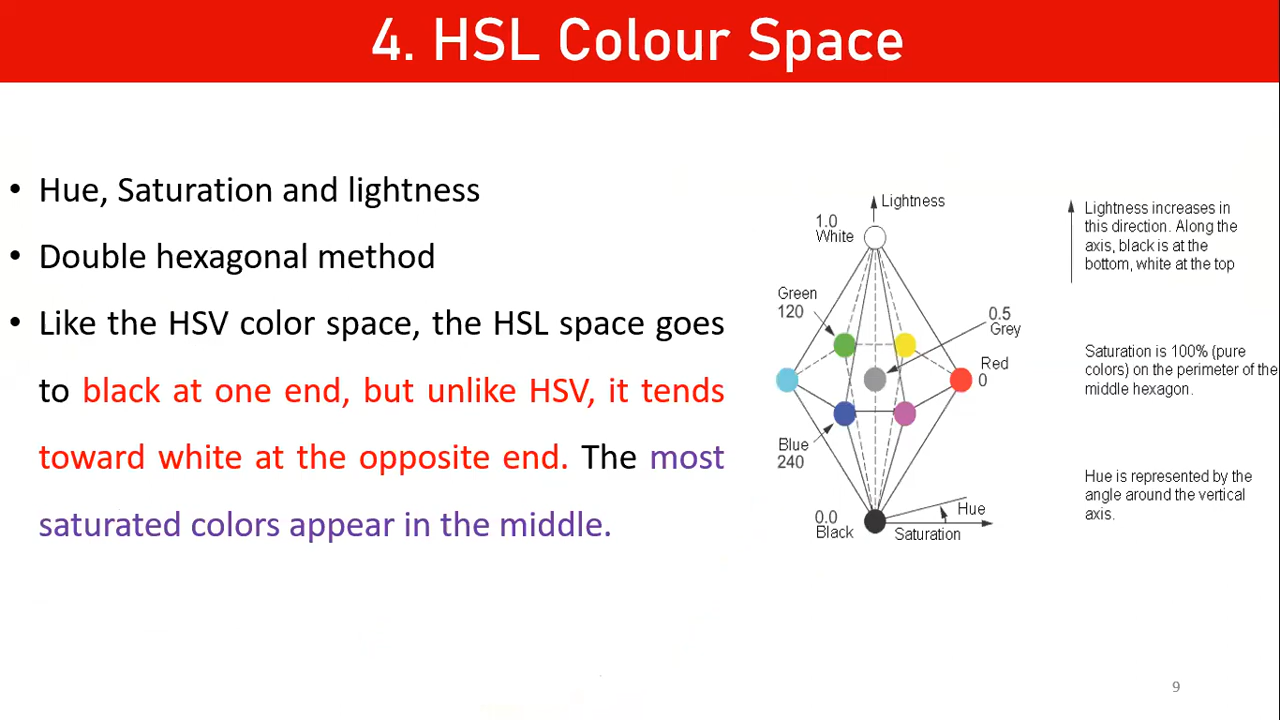 4. HSL Colour Space
• Hue, Saturation and lightness
• Double hexagonal method
• Like the HSV color space, the HSL space goes
to black at one end, but unlike HSV, it tends
toward white at the opposite end. The most
saturated colors appear in the middle.
Lightness
1.0
White
Green
120
0.5
Grey
Red
0
Blue
240
0.0
Black
Hue
Saturation
Lightness increases in
this direction. Along the
axis, black is at the
bottom, white at the top
Saturation is 100% (pure
colors) on the perimeter of the
middle hexagon.
Hue is represented by the
angle around the vertical
axis.
9